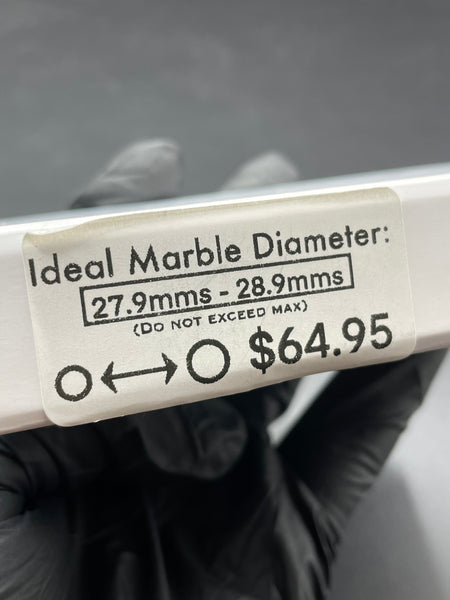 Ideal Marble Diameter:
27.9mms - 28.9mms
(DO NOT EXCEED MAX)
$64.95